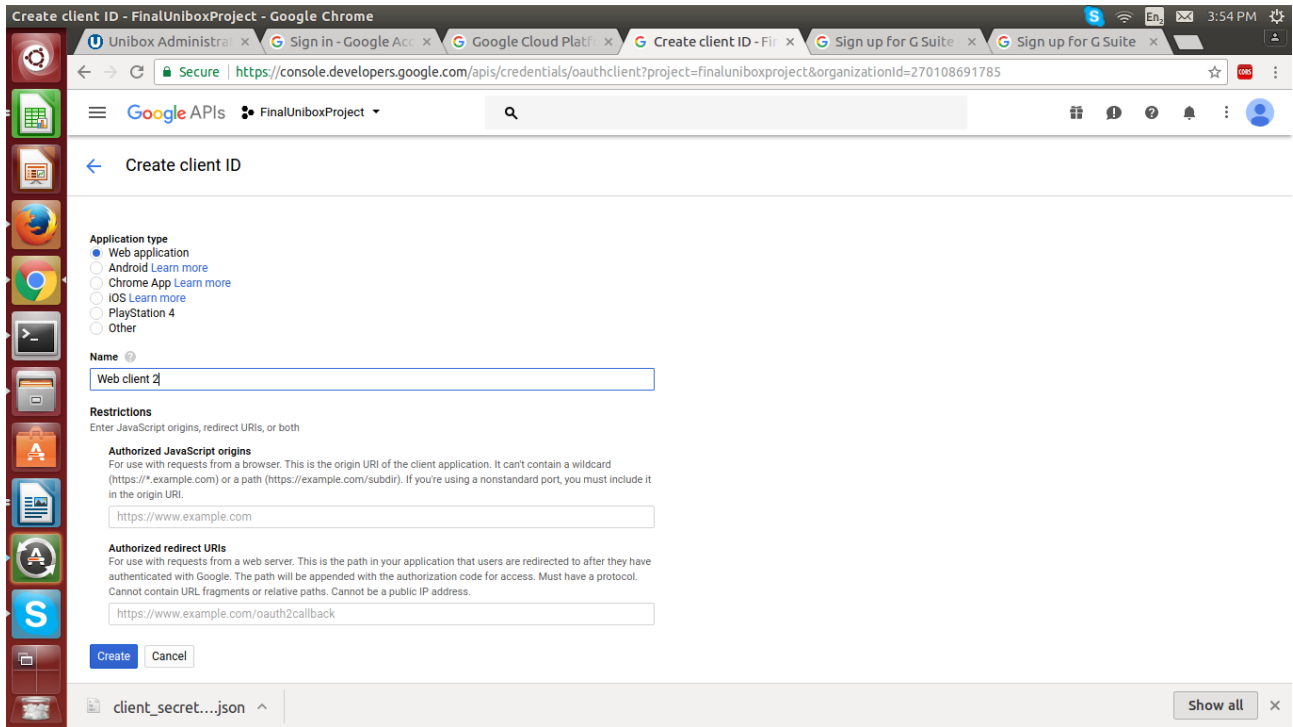 Create client ID - FinalUniboxProject - Google Chrome
En2
3:54 PM
Unibox Administra
Sign in - Google Acc
Google Cloud Platf
Create client ID - Fin
Sign up for G Suite
Sign up for G Suite
Secure
https://console.developers.google.com/apis/credentials/oauthclient?project=finaluniboxproject&organizationId=270108691785
CORS
Google APIs
FinalUniboxProject
Create client ID
Application type
Web application
Android Learn more
Chrome App Learn more
iOS Learn more
PlayStation 4
Other
Name
Web client 2
Restrictions
Enter JavaScript origins, redirect URIs, or both
Authorized JavaScript origins
For use with requests from a browser. This is the origin URI of the client application. It can't contain a wildcard
(https://*.example.com) or a path (https://example.com/subdir). If you're using a nonstandard port, you must include it
in the origin URI.
https://www.example.com
Authorized redirect URIs
For use with requests from a web server. This is the path in your application that users are redirected to after they have
authenticated with Google. The path will be appended with the authorization code for access. Must have a protocol.
Cannot contain URL fragments or relative paths. Cannot be a public IP address.
https://www.example.com/oauth2callback
Create
Cancel
client_secret....json
Show all